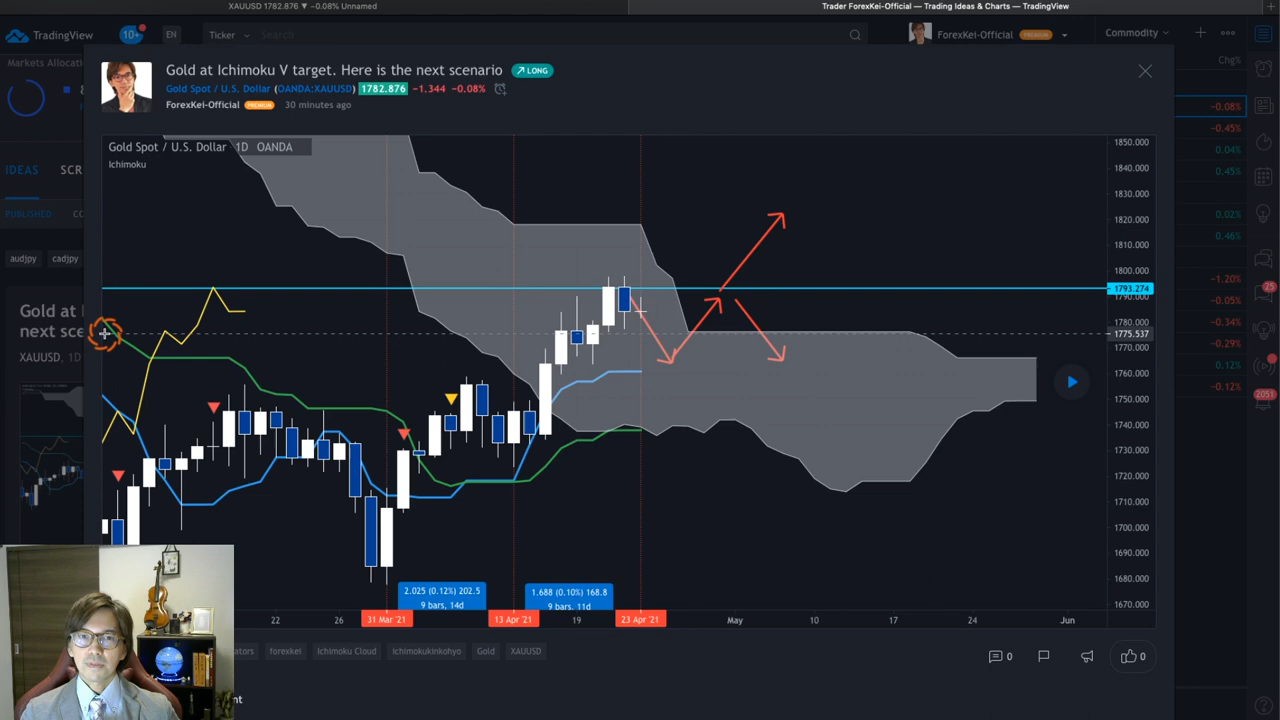 XAUUSD 1782.876 ▼ −0.08% Unnamed
Trader ForexKei-Official — Trading Ideas & Charts — TradingView
TradingView
10+
EN
Ticker
Search
ForexKei-Official PREMIUM
Commodity
Markets Allocati
Chg%
Gold at Ichimoku V target. Here is the next scenario
LONG
Gold Spot / U.S. Dollar (OANDA:XAUUSD) 1782.876 −1.344 −0.08%
ForexKei-Official PREMIUM 30 minutes ago
−0.08%
−0.45%
0.04%
0.45%
0.02%
0.46%
−1.20%
−0.05%
−0.34%
−0.29%
0.12%
−0.12%
25
2051
IDEAS
SCR
PUBLISHED
audjpy
cadjpy
Gold at
next sce
XAUUSD, 1D
Gold Spot / U.S. Dollar 1D OANDA
Ichimoku
1850.000
1840.000
1830.000
1820.000
1810.000
1800.000
1793.274
1790.000
1780.000
1775.537
1770.000
1760.000
1750.000
1740.000
1730.000
1720.000
1710.000
1700.000
1690.000
1680.000
1670.000
2.025 (0.12%) 202.5
9 bars, 14d
1.688 (0.10%) 168.8
9 bars, 11d
22
26
31 Mar '21
13 Apr '21
19
23 Apr '21
May
10
17
24
Jun
ators
forexkei
Ichimoku Cloud
ichimokukinkohyo
Gold
XAUUSD
0
0